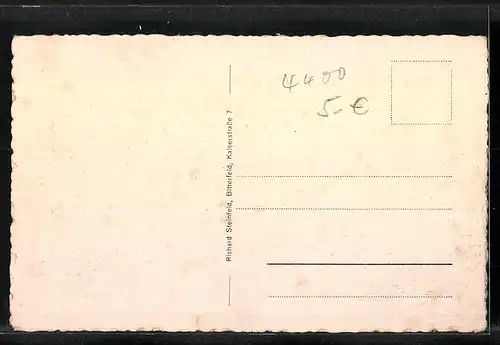 4400
5.- €
Richard Steinfeld, Bitterfeld, Kaiserstraße 7